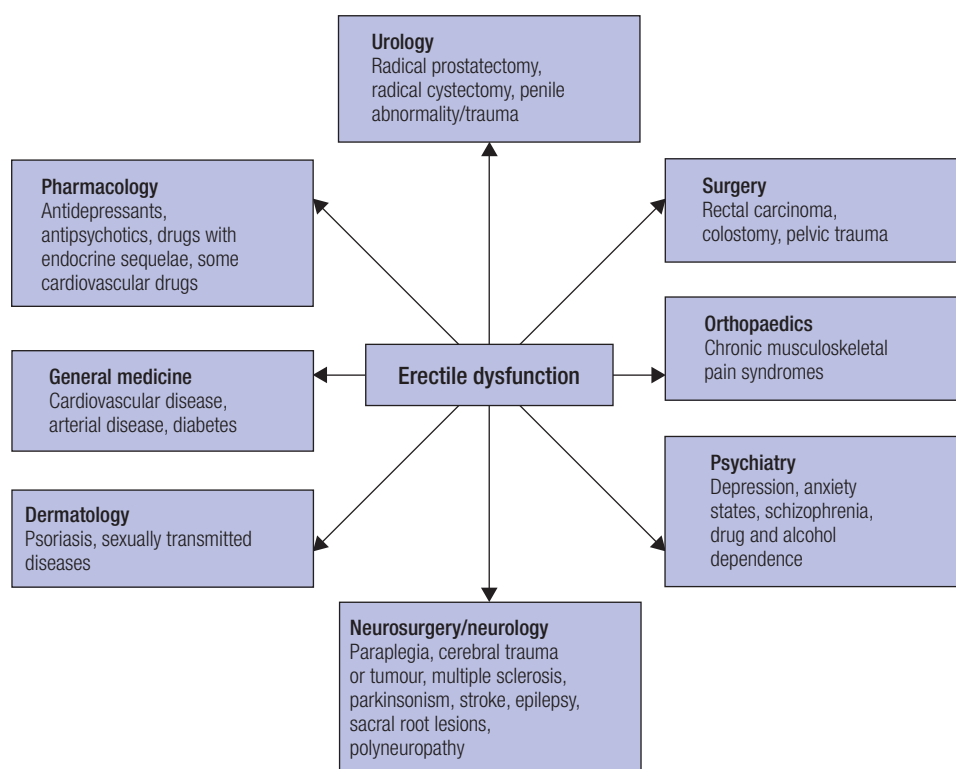 Urology
Radical prostatectomy,
radical cystectomy, penile
abnormality/trauma
Pharmacology
Antidepressants,
antipsychotics, drugs with
endocrine sequelae, some
cardiovascular drugs
Surgery
Rectal carcinoma,
colostomy, pelvic trauma
Orthopaedics
Chronic musculoskeletal
pain syndromes
General medicine
Cardiovascular disease,
arterial disease, diabetes
Erectile dysfunction
Psychiatry
Depression, anxiety
states, schizophrenia,
drug and alcohol
dependence
Dermatology
Psoriasis, sexually transmitted
diseases
Neurosurgery/neurology
Paraplegia, cerebral trauma
or tumour, multiple sclerosis,
parkinsonism, stroke, epilepsy,
sacral root lesions,
polyneuropathy